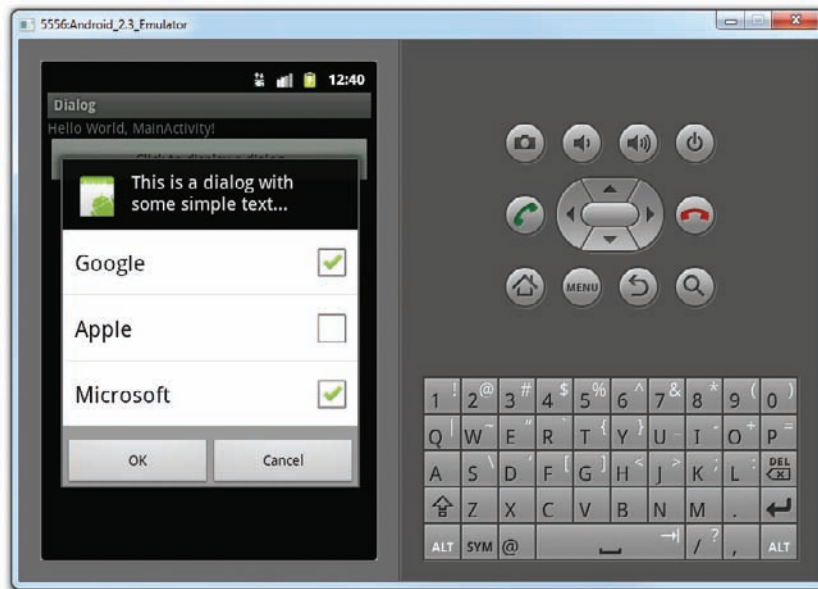 5556:Android_2.3_Emulator
12:40
Dialog
Hello World, MainActivity!
This is a dialog with
some simple text...
Google
Apple
Microsoft
OK Cancel
MENU
1 ! 2 @ 3 # 4 $ 5 % 6 ^ 7 & 8 * 9 ( 0 )
Q | W ~ E " R ` T { Y } U _ I - O + P =
A S \ D ' F [ G ] H < J > K ; L : DEL
Z X C V B N M .
ALT SYM @ / ? , ALT